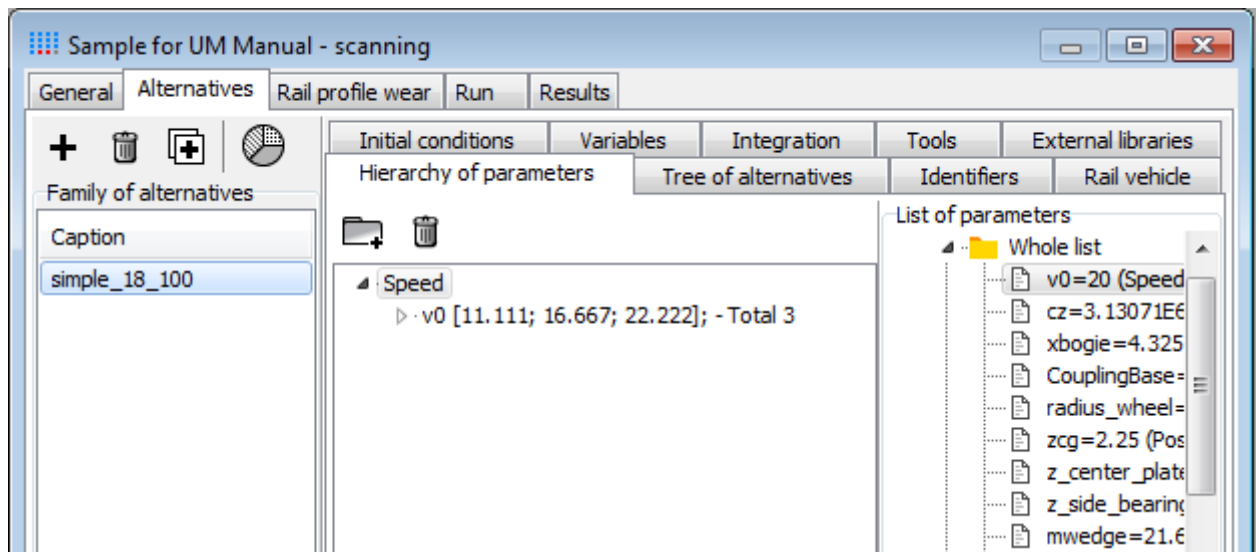 Sample for UM Manual - scanning
General Alternatives Rail profile wear Run Results
Initial conditions Variables Integration Tools External libraries
Hierarchy of parameters Tree of alternatives Identifiers Rail vehicle
Family of alternatives
Caption
simple_18_100
Speed
v0 [11.111; 16.667; 22.222]; - Total 3
List of parameters
Whole list
v0=20 (Speed
cz=3.13071E6
xbogie=4.325
CouplingBase=
radius_wheel=
zcg=2.25 (Pos
z_center_plate
z_side_bearing
mwedge=21.6